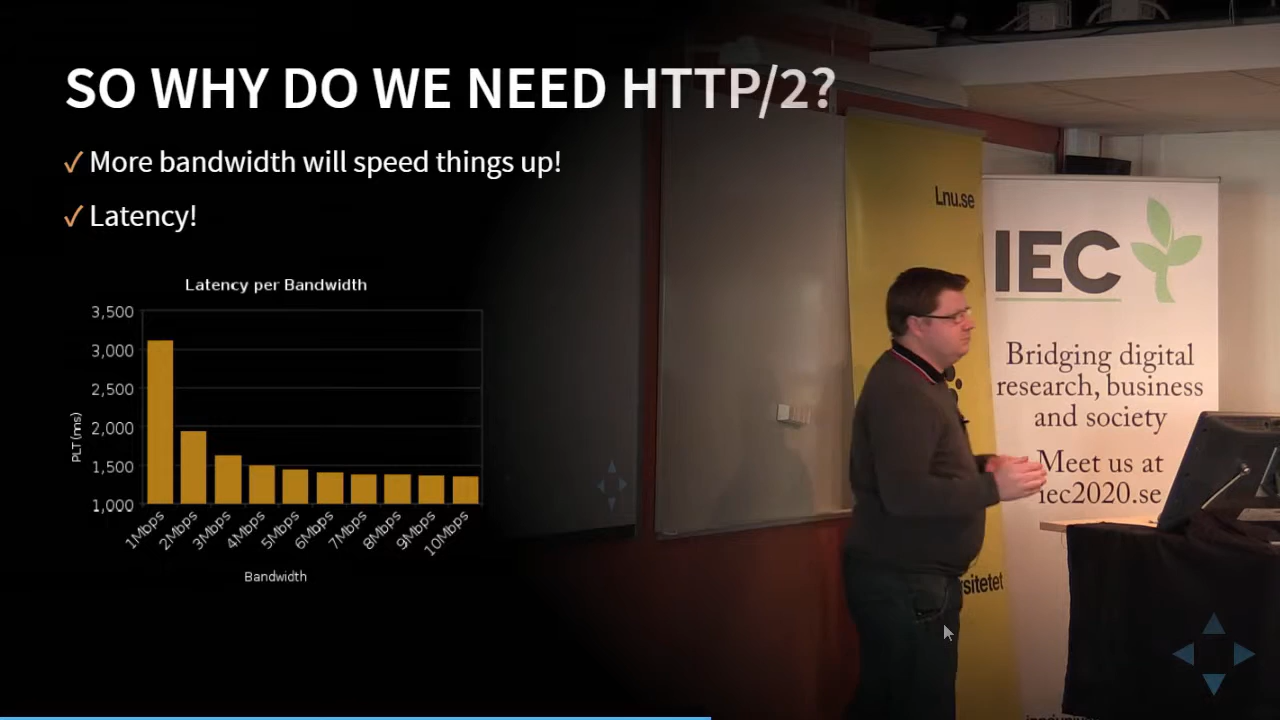 SO WHY DO WE NEED HTTP/2?
✓ More bandwidth will speed things up!
✓ Latency!
Latency per Bandwidth
3,500
3,000
2,500
2,000
1,500
1,000
PLT (ms)
1Mbps
2Mbps
3Mbps
4Mbps
5Mbps
6Mbps
7Mbps
8Mbps
9Mbps
10Mbps
Bandwidth
Lnu.se
sitetet
IEC
Bridging digital
research, business
and society
Meet us at
iec2020.se